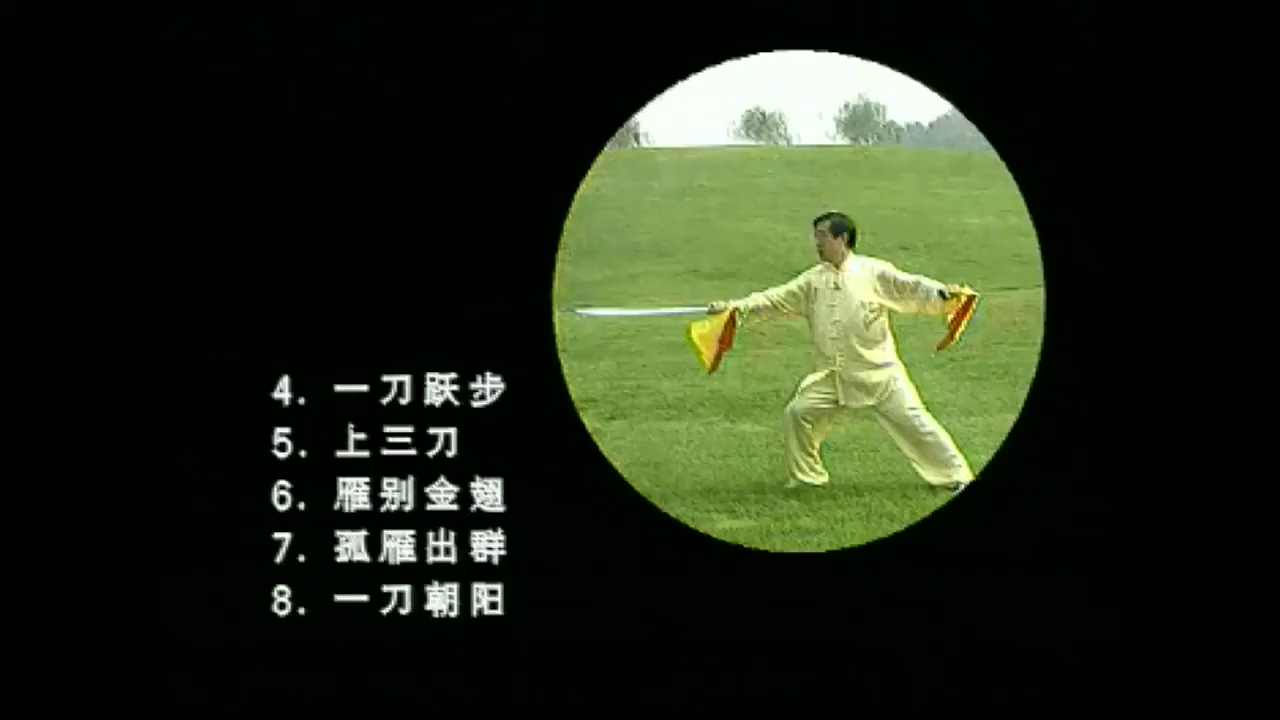 4. 一刀跃步
5. 上三刀
6. 雁别金翅
7. 孤雁出群
8. 一刀朝阳